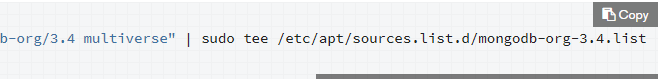 Copy
b-org/3.4 multiverse" | sudo tee /etc/apt/sources.list.d/mongodb-org-3.4.list